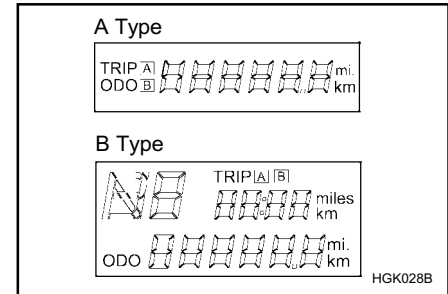 A Type
TRIP A
ODO B
mi.
km
B Type
TRIP A B
miles
km
ODO
mi.
km
HGK028B